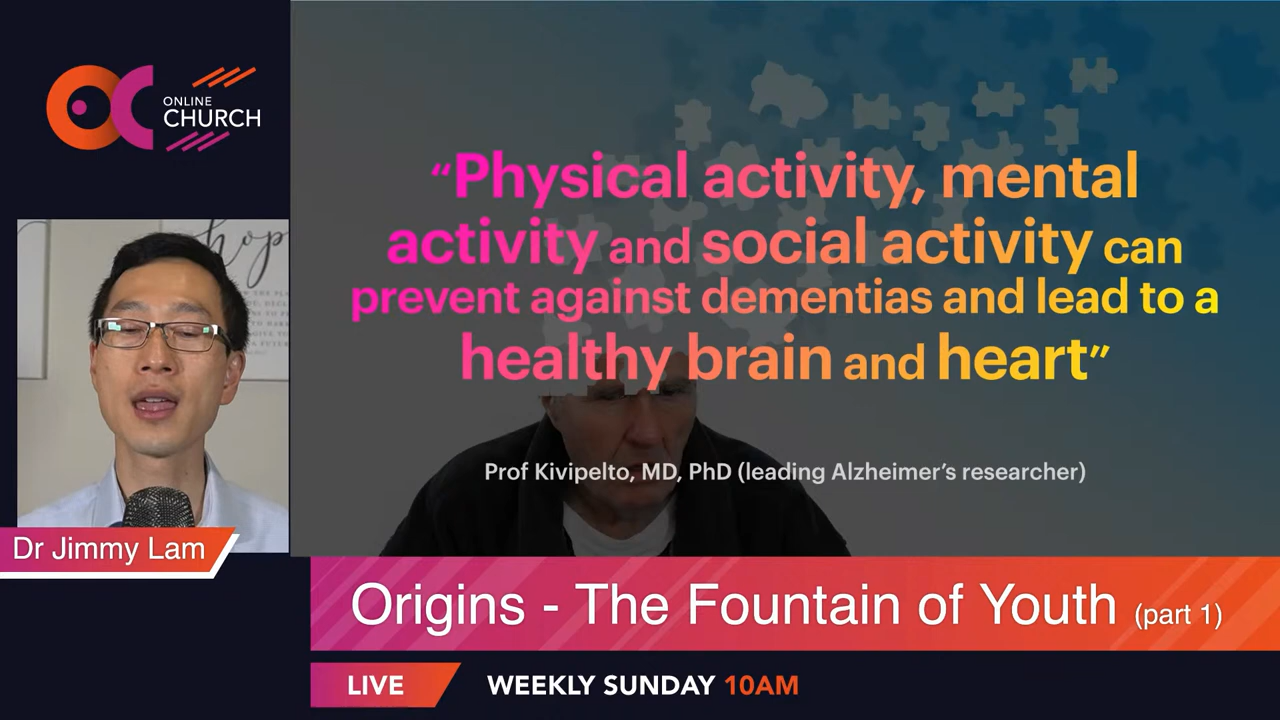 ONLINE
CHURCH
hop
“Physical activity, mental
activity and social activity can
prevent against dementias and lead to a
healthy brain and heart”
Prof Kivipelto, MD, PhD (leading Alzheimer’s researcher)
Dr Jimmy Lam
Origins - The Fountain of Youth (part 1)
LIVE
WEEKLY SUNDAY 10AM